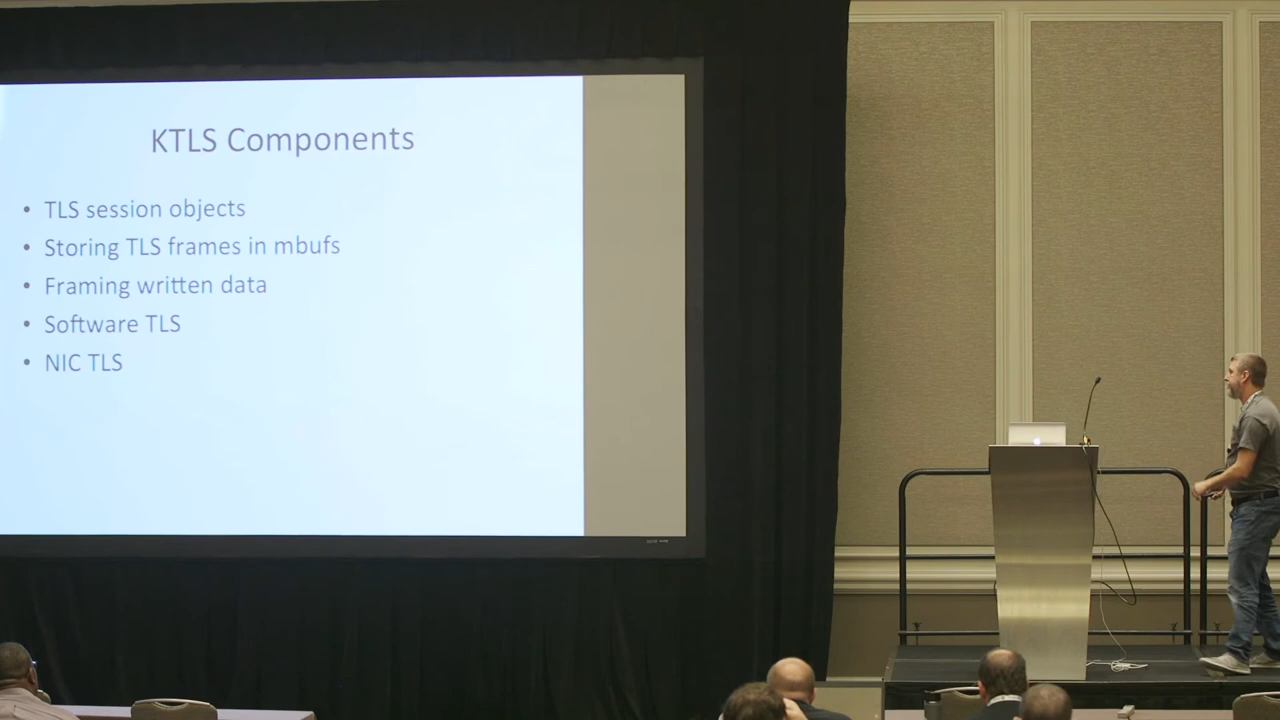 KTLS Components
• TLS session objects
• Storing TLS frames in mbufs
• Framing written data
• Software TLS
• NIC TLS